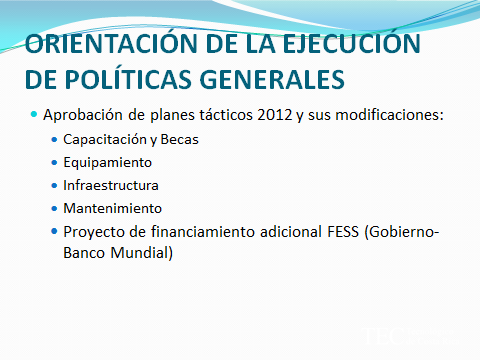 ORIENTACIÓN DE LA EJECUCIÓN
DE POLÍTICAS GENERALES
Aprobación de planes tácticos 2012 y sus modificaciones:
Capacitación y Becas
Equipamiento
Infraestructura
Mantenimiento
Proyecto de financiamiento adicional FESS (Gobierno-
Banco Mundial)